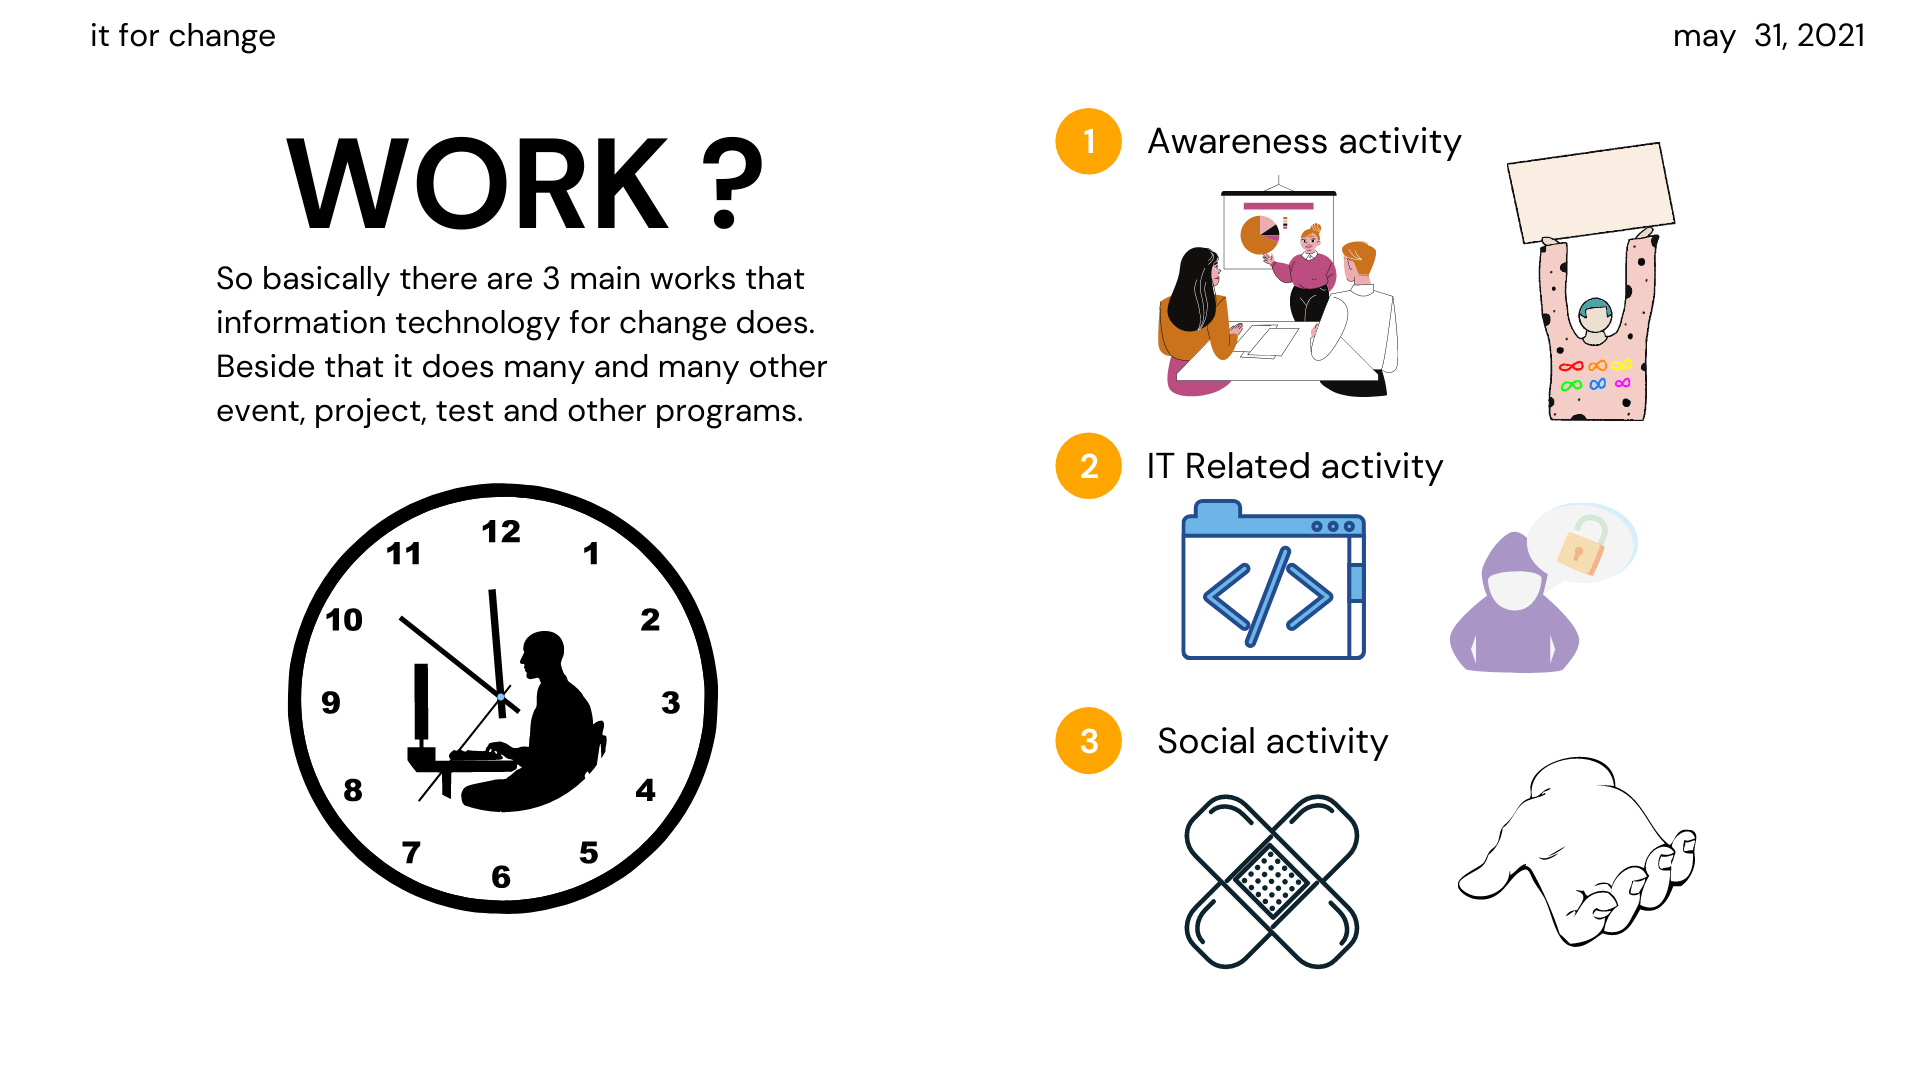 it for change
may 31, 2021
WORK ?
So basically there are 3 main works that
information technology for change does.
Beside that it does many and many other
event, project, test and other programs.
12
11
1
10
2
9
3
8
4
7
5
6
1 Awareness activity
2 IT Related activity
</>
3 Social activity